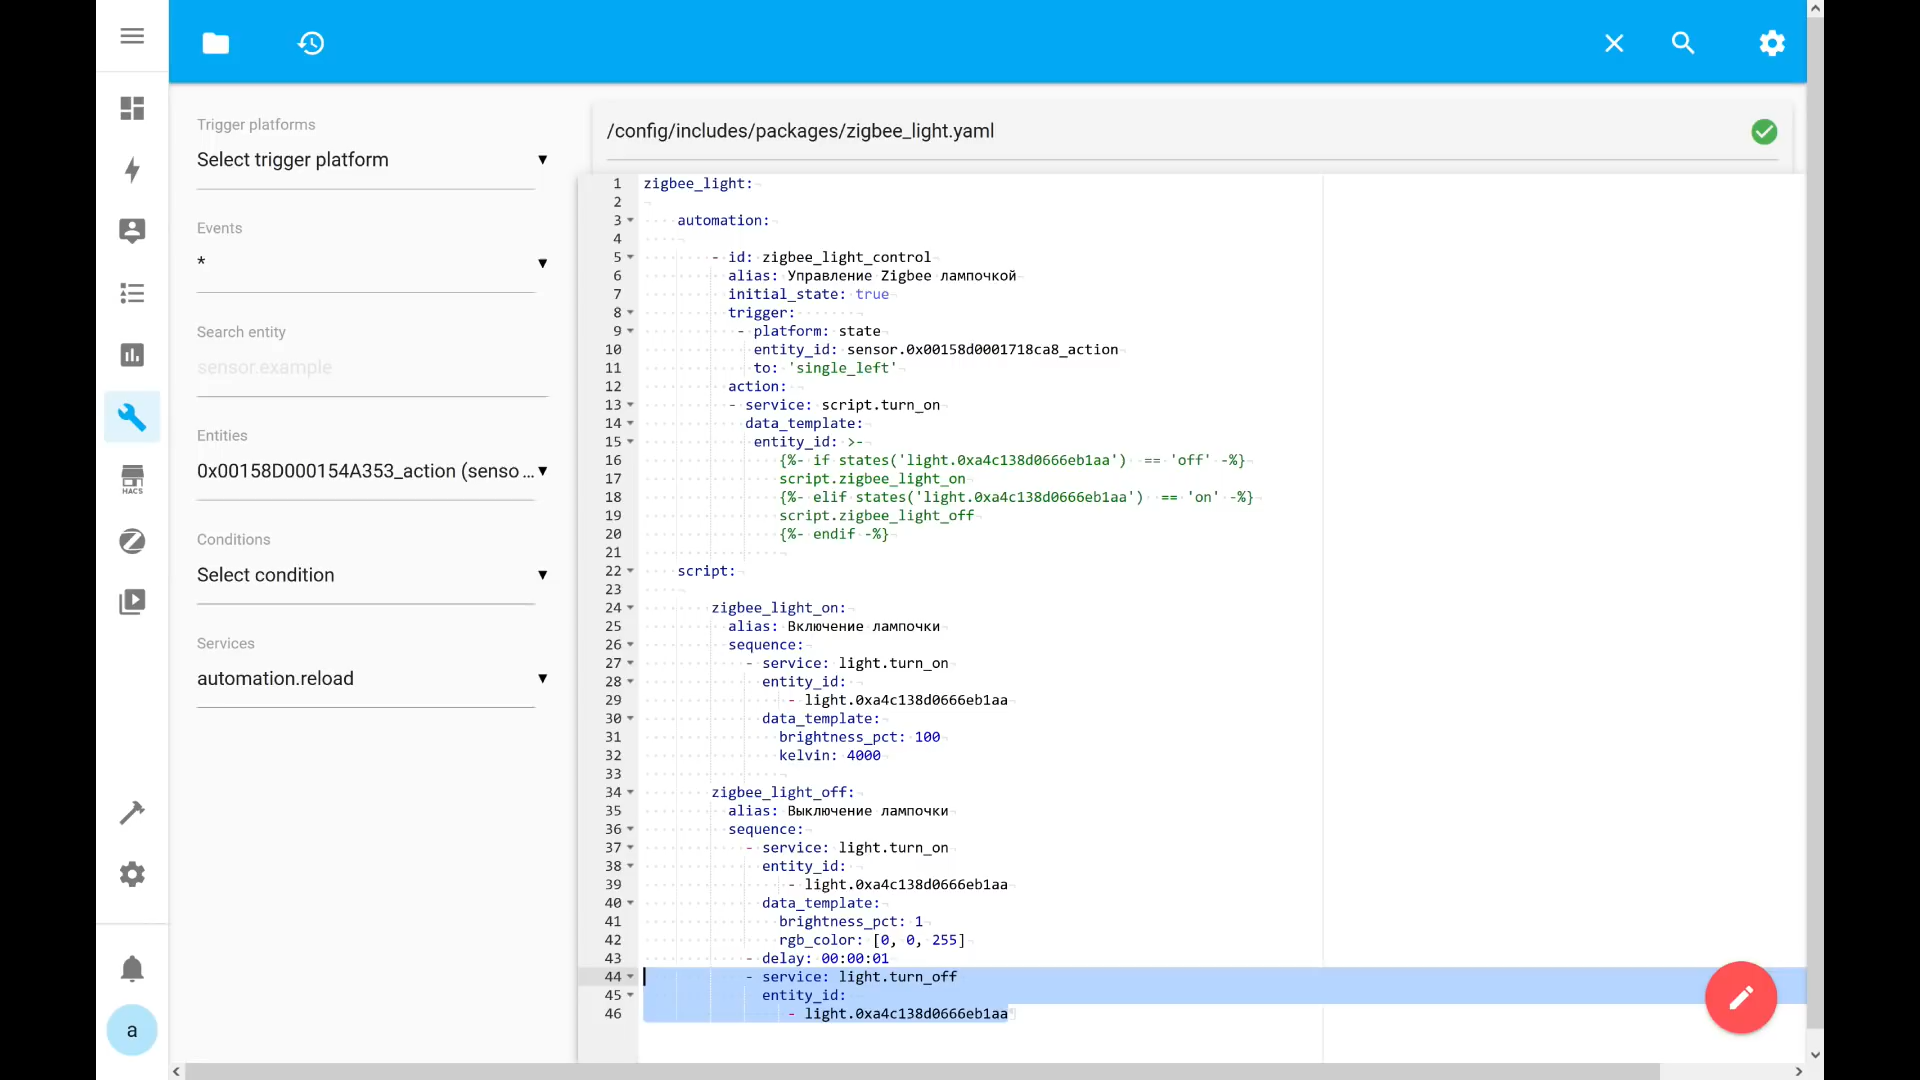 /config/includes/packages/zigbee_light.yaml
Trigger platforms
Select trigger platform
Events
*
Search entity
sensor.example
Entities
0x00158D000154A353_action (senso ...
Conditions
Select condition
Services
automation.reload
HACS
a
1 zigbee_light:
2
3 automation:
4
5 - id: zigbee_light_control
6 alias: Управление Zigbee лампочкой
7 initial_state: true
8 trigger:
9 - platform: state
10 entity_id: sensor.0x00158d0001718ca8_action
11 to: 'single_left'
12 action:
13 - service: script.turn_on
14 data_template:
15 entity_id: >-
16 {%- if states('light.0xa4c138d0666eb1aa') == 'off' -%}
17 script.zigbee_light_on
18 {%- elif states('light.0xa4c138d0666eb1aa') == 'on' -%}
19 script.zigbee_light_off
20 {%- endif -%}
21
22 script:
23
24 zigbee_light_on:
25 alias: Включение лампочки
26 sequence:
27 - service: light.turn_on
28 entity_id:
29 - light.0xa4c138d0666eb1aa
30 data_template:
31 brightness_pct: 100
32 kelvin: 4000
33
34 zigbee_light_off:
35 alias: Выключение лампочки
36 sequence:
37 - service: light.turn_on
38 entity_id:
39 - light.0xa4c138d0666eb1aa
40 data_template:
41 brightness_pct: 1
42 rgb_color: [0, 0, 255]
43 - delay: 00:00:01
44 - service: light.turn_off
45 entity_id:
46 - light.0xa4c138d0666eb1aa